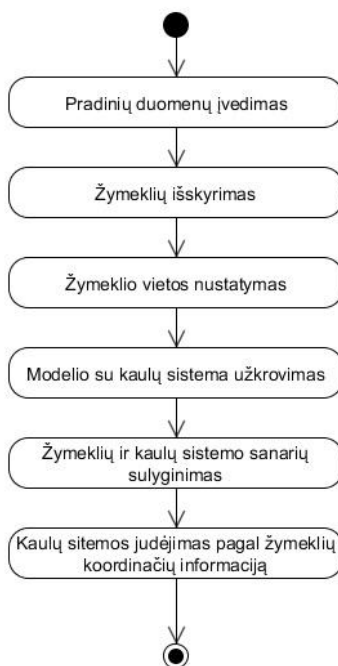 Pradinių duomenų įvedimas
Žymeklių išskyrimas
Žymeklio vietos nustatymas
Modelio su kaulų sistema užkrovimas
Žymeklių ir kaulų sistemo sanarių
sulyginimas
Kaulų sitemos judėjimas pagal žymeklių
koordinačių informaciją